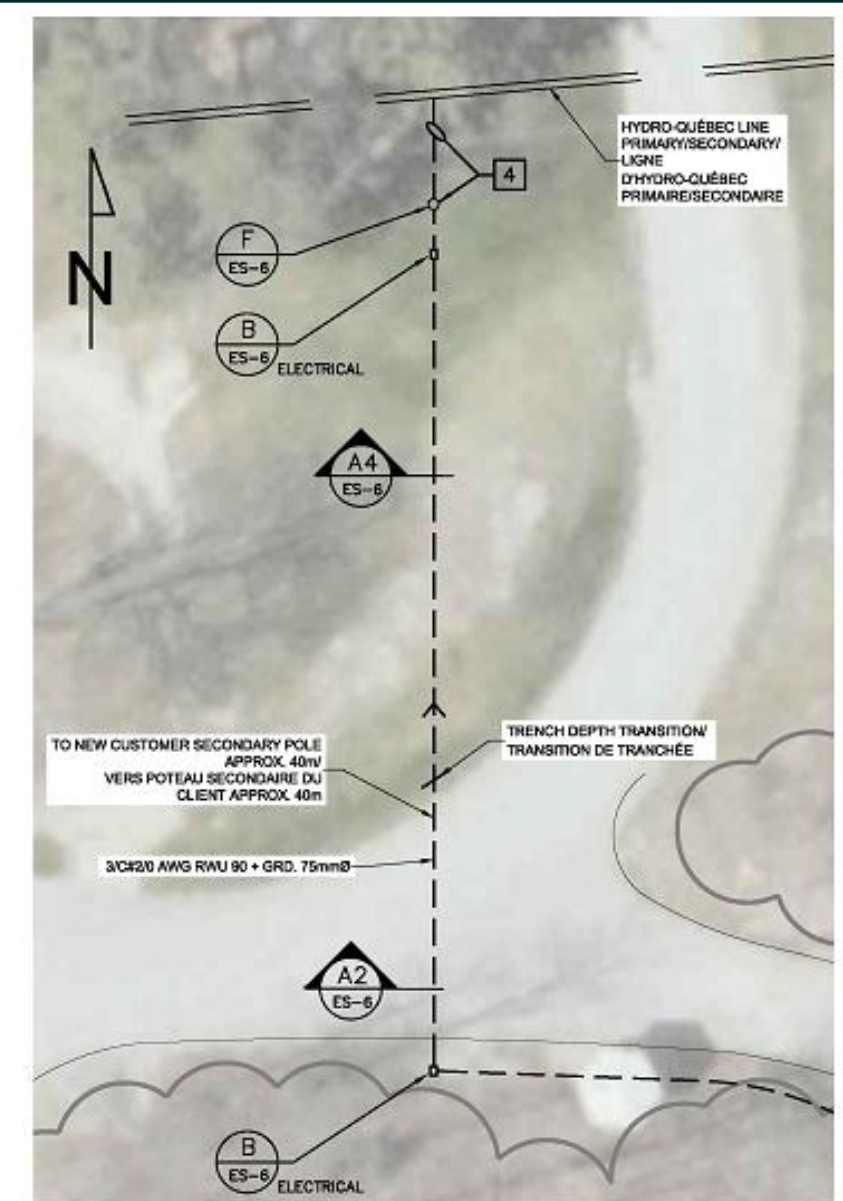 HYDRO-QUÉBEC LINE
PRIMARY/SECONDARY/
LIGNE
D'HYDRO-QUÉBEC
PRIMAIRE/SECONDAIRE
4
N
F
ES-6
B
ES-6
ELECTRICAL
A4
ES-6
TRENCH DEPTH TRANSITION/
TRANSITION DE TRANCHÉE
TO NEW CUSTOMER SECONDARY POLE
APPROX. 40m/
VERS POTEAU SECONDAIRE DU
CLIENT APPROX. 40m
3/C#2/0 AWG RWU 90 + GRD. 75mmØ
A2
ES-6
B
ES-6
ELECTRICAL